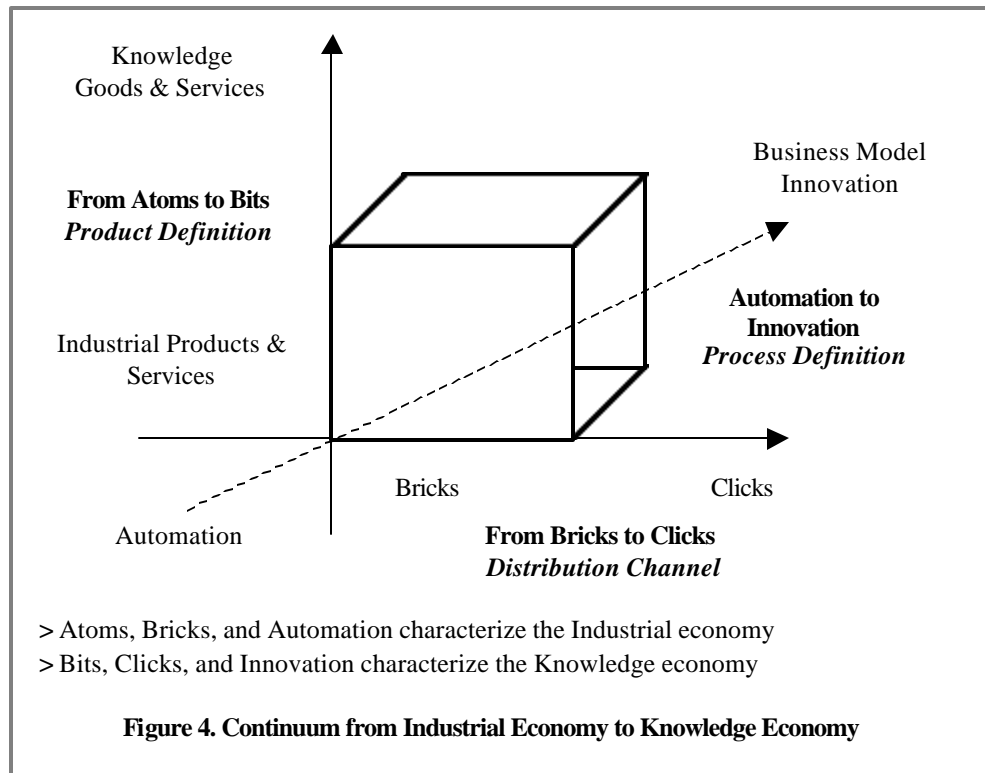 Knowledge
Goods & Services
Business Model
Innovation
From Atoms to Bits
Product Definition
Automation to
Innovation
Process Definition
Industrial Products &
Services
Bricks
Clicks
Automation
From Bricks to Clicks
Distribution Channel
> Atoms, Bricks, and Automation characterize the Industrial economy
> Bits, Clicks, and Innovation characterize the Knowledge economy
Figure 4. Continuum from Industrial Economy to Knowledge Economy